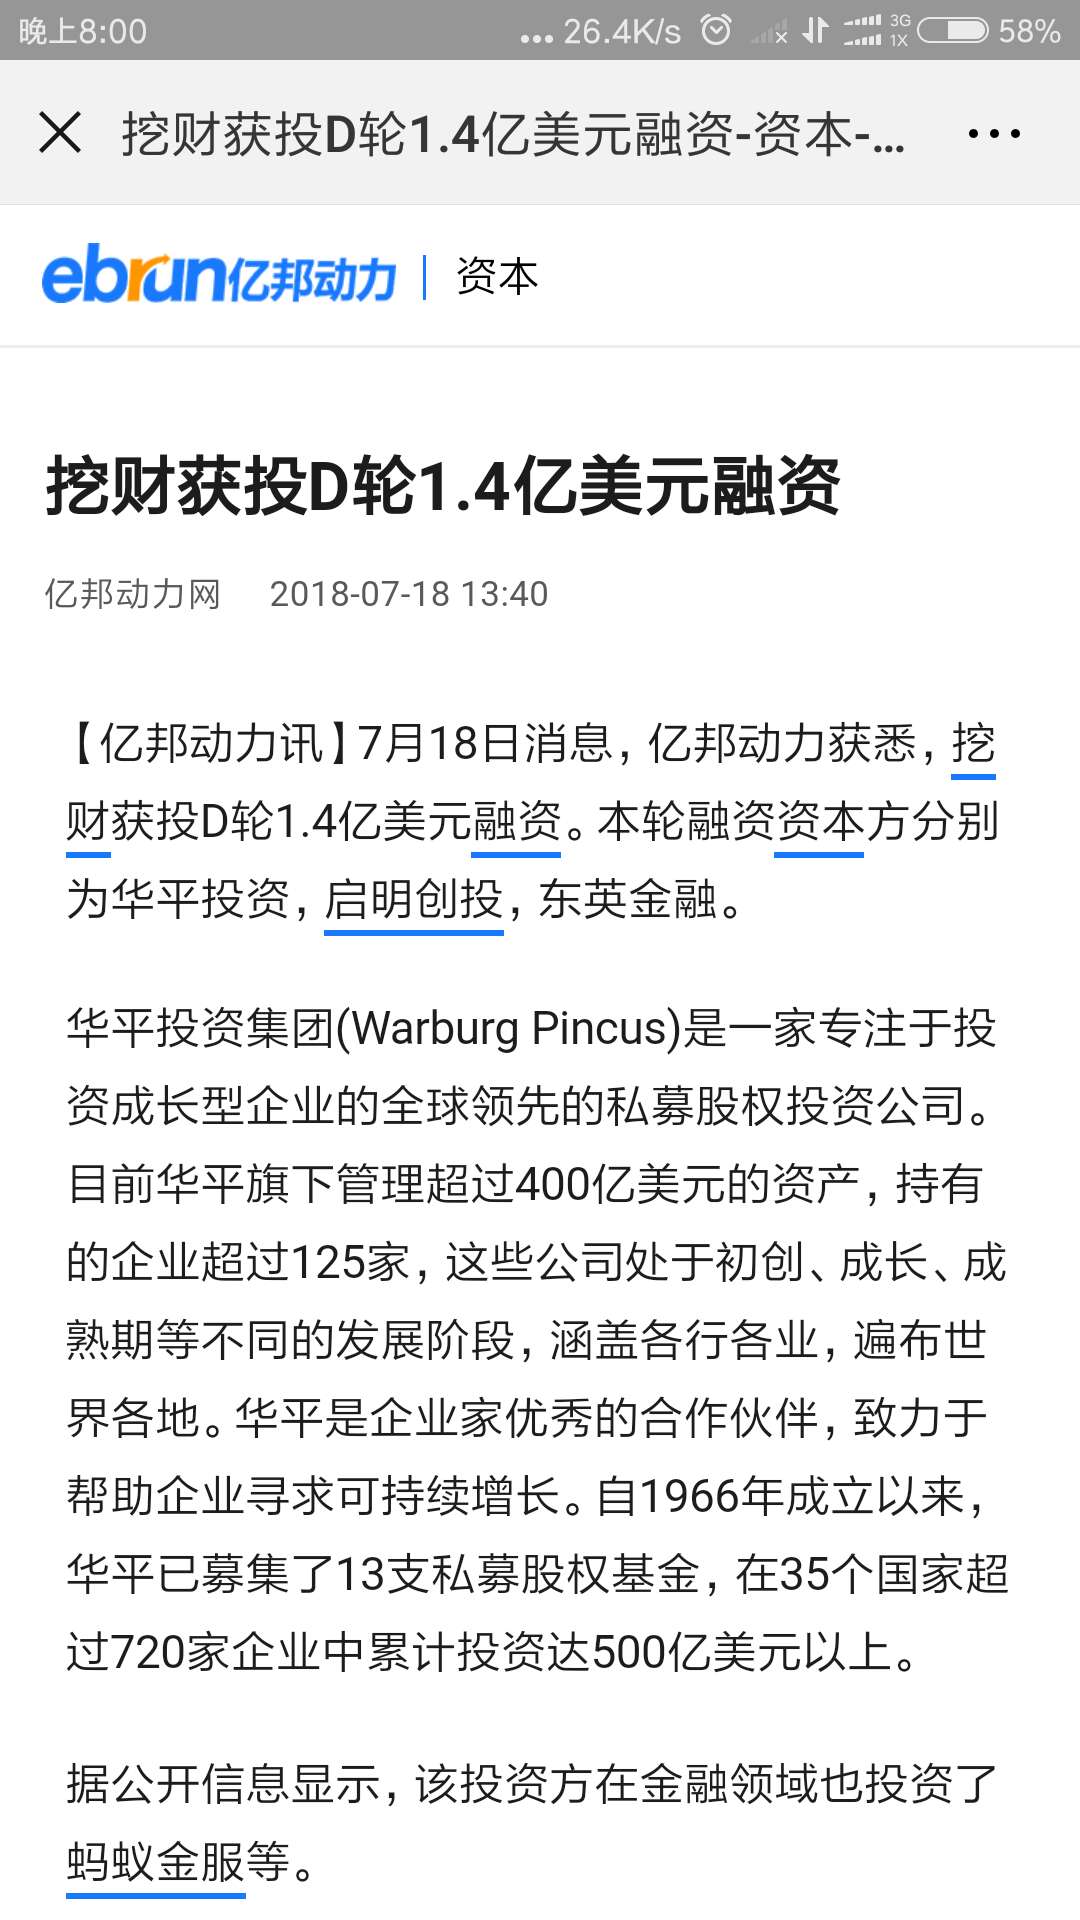 晚上8:00 ... 26.4K/s 3G 1X 58%
挖财获投D轮1.4亿美元融资-资本-...
ebrun亿邦动力 | 资本
挖财获投D轮1.4亿美元融资
亿邦动力网 2018-07-18 13:40
【亿邦动力讯】7月18日消息，亿邦动力获悉，挖
财获投D轮1.4亿美元融资。本轮融资资本方分别
为华平投资，启明创投，东英金融。
华平投资集团(Warburg Pincus)是一家专注于投
资成长型企业的全球领先的私募股权投资公司。
目前华平旗下管理超过400亿美元的资产，持有
的企业超过125家，这些公司处于初创、成长、成
熟期等不同的发展阶段，涵盖各行各业，遍布世
界各地。华平是企业家优秀的合作伙伴，致力于
帮助企业寻求可持续增长。自1966年成立以来，
华平已募集了13支私募股权基金，在35个国家超
过720家企业中累计投资达500亿美元以上。
据公开信息显示，该投资方在金融领域也投资了
蚂蚁金服等。